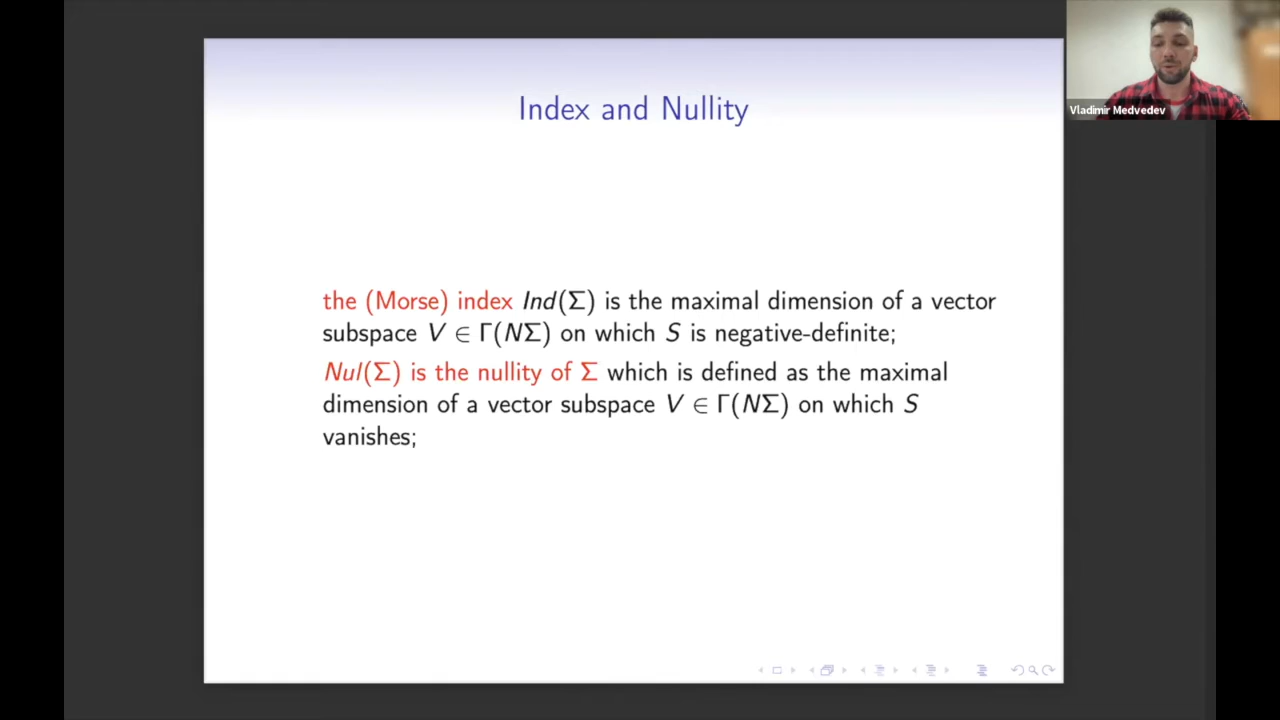 Index and Nullity
Vladimir Medvedev
the (Morse) index Ind(Σ) is the maximal dimension of a vector
subspace V ∈ Γ(NΣ) on which S is negative-definite;
Nul(Σ) is the nullity of Σ which is defined as the maximal
dimension of a vector subspace V ∈ Γ(NΣ) on which S
vanishes;